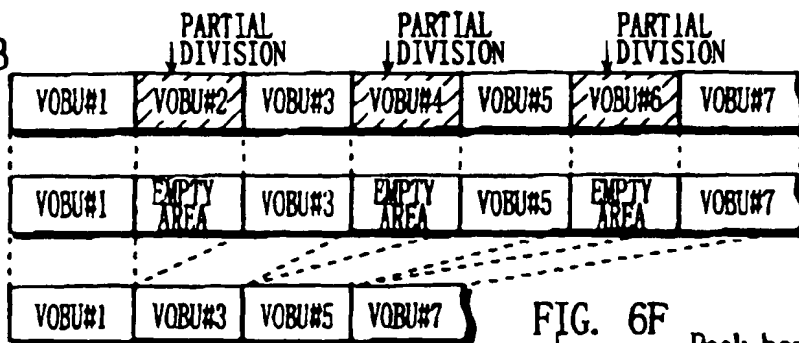 PARTIAL DIVISION PARTIAL DIVISION PARTIAL DIVISION
VOBU#1 VOBU#2 VOBU#3 VOBU#4 VOBU#5 VOBU#6 VOBU#7
VOBU#1 EMPTY AREA VOBU#3 EMPTY AREA VOBU#5 EMPTY AREA VOBU#7
VOBU#1 VOBU#3 VOBU#5 VOBU#7
FIG. 6F